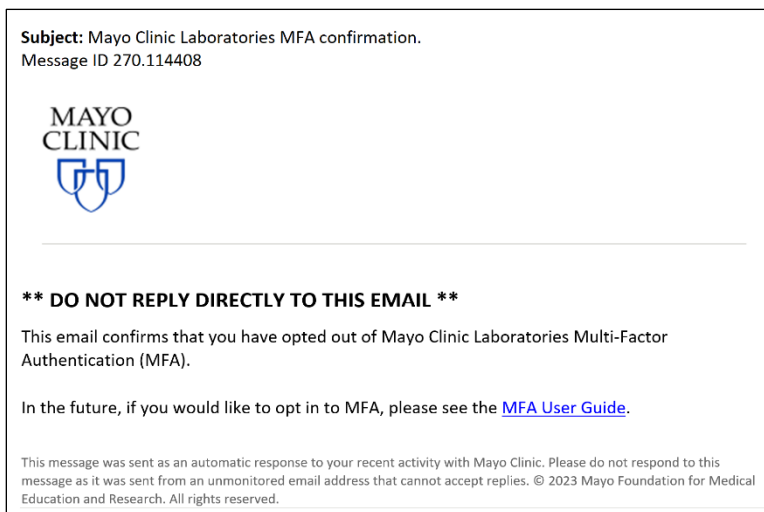 Subject: Mayo Clinic Laboratories MFA confirmation.
Message ID 270.114408
MAYO
CLINIC
** DO NOT REPLY DIRECTLY TO THIS EMAIL **
This email confirms that you have opted out of Mayo Clinic Laboratories Multi-Factor
Authentication (MFA).
In the future, if you would like to opt in to MFA, please see the MFA User Guide.
This message was sent as an automatic response to your recent activity with Mayo Clinic. Please do not respond to this
message as it was sent from an unmonitored email address that cannot accept replies. © 2023 Mayo Foundation for Medical
Education and Research. All rights reserved.